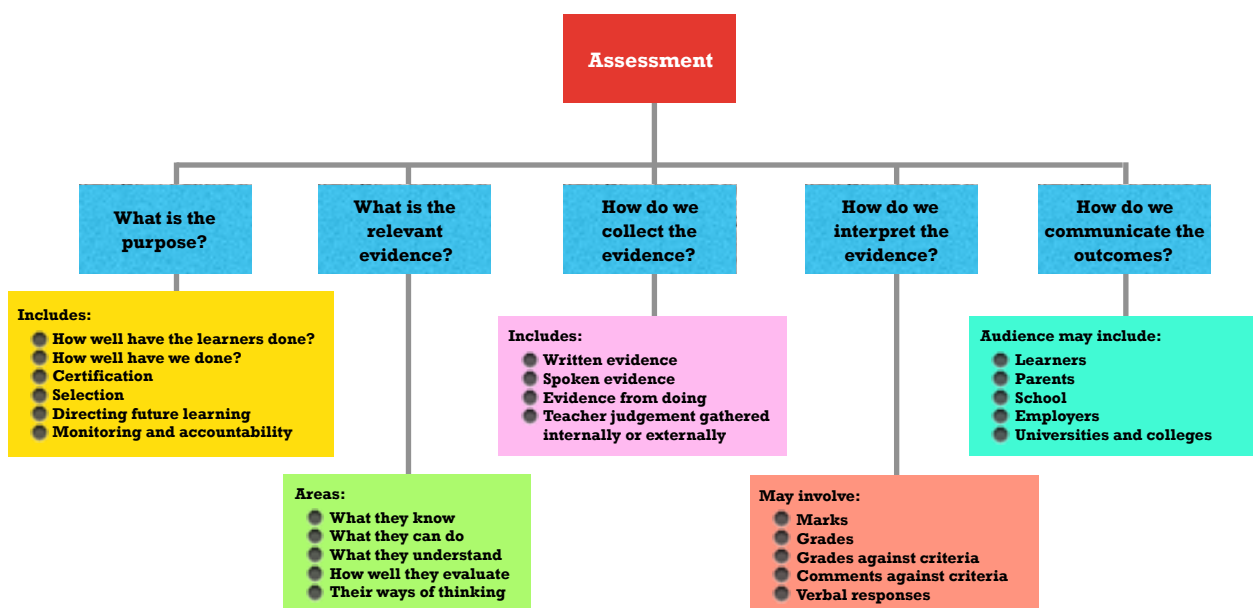 Assessment
What is the
purpose?
What is the
relevant
evidence?
How do we
collect the
evidence?
How do we
interpret the
evidence?
How do we
communicate the
outcomes?
Includes:
How well have the learners done?
How well have we done?
Certification
Selection
Directing future learning
Monitoring and accountability
Areas:
What they know
What they can do
What they understand
How well they evaluate
Their ways of thinking
Includes:
Written evidence
Spoken evidence
Evidence from doing
Teacher judgement gathered
internally or externally
May involve:
Marks
Grades
Grades against criteria
Comments against criteria
Verbal responses
Audience may include:
Learners
Parents
School
Employers
Universities and colleges